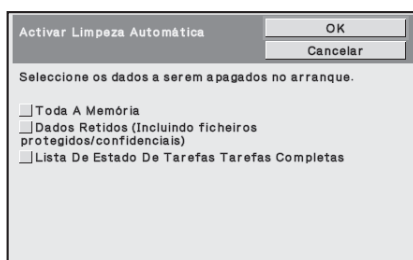 Activar Limpeza Automática
OK
Cancelar
Seleccione os dados a serem apagados no arranque.
Toda A Memória
Dados Retidos (Incluindo ficheiros
protegidos/confidenciais)
Lista De Estado De Tarefas Tarefas Completas